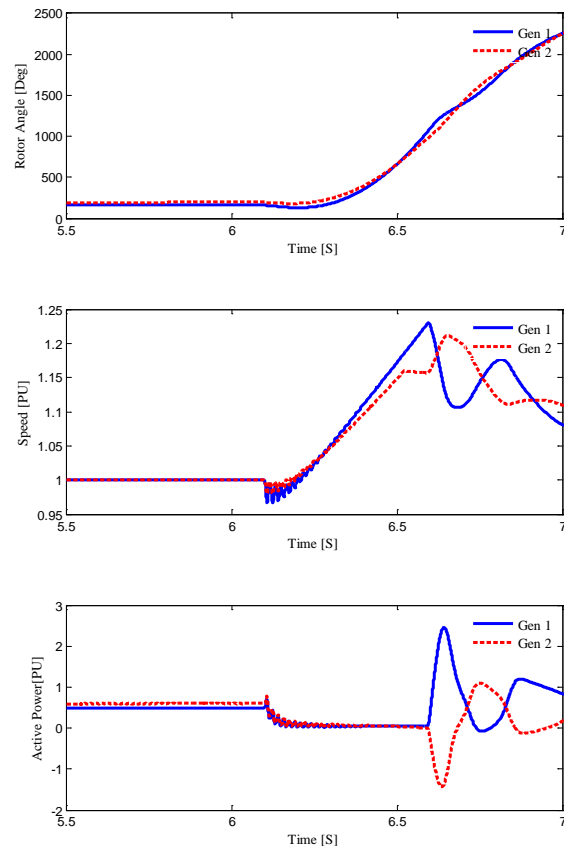 2500
2000
1500
1000
500
0
Rotor Angle [Deg]
Gen 1
Gen 2
5.5 6 6.5 7
Time [S]
1.25
1.2
1.15
1.1
1.05
1
0.95
Speed [PU]
Gen 1
Gen 2
5.5 6 6.5 7
Time [S]
3
2
1
0
-1
-2
Active Power[PU]
Gen 1
Gen 2
5.5 6 6.5 7
Time [S]